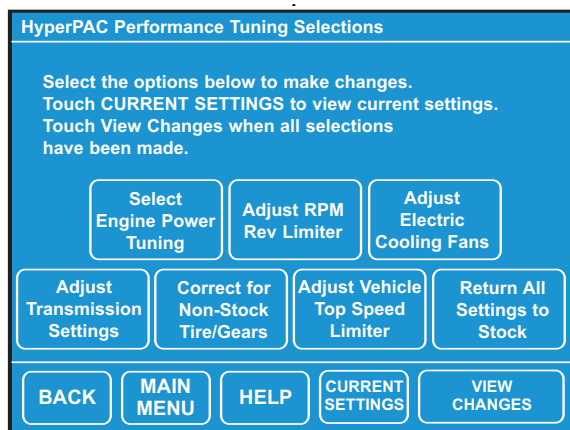 HyperPAC Performance Tuning Selections
Select the options below to make changes.
Touch CURRENT SETTINGS to view current settings.
Touch View Changes when all selections
have been made.
Select
Engine Power
Tuning
Adjust RPM
Rev Limiter
Adjust
Electric
Cooling Fans
Adjust
Transmission
Settings
Correct for
Non-Stock
Tire/Gears
Adjust Vehicle
Top Speed
Limiter
Return All
Settings to
Stock
BACK
MAIN
MENU
HELP
CURRENT
SETTINGS
VIEW
CHANGES